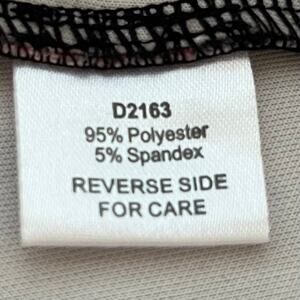 D2163
95% Polyester
5% Spandex
REVERSE SIDE
FOR CARE